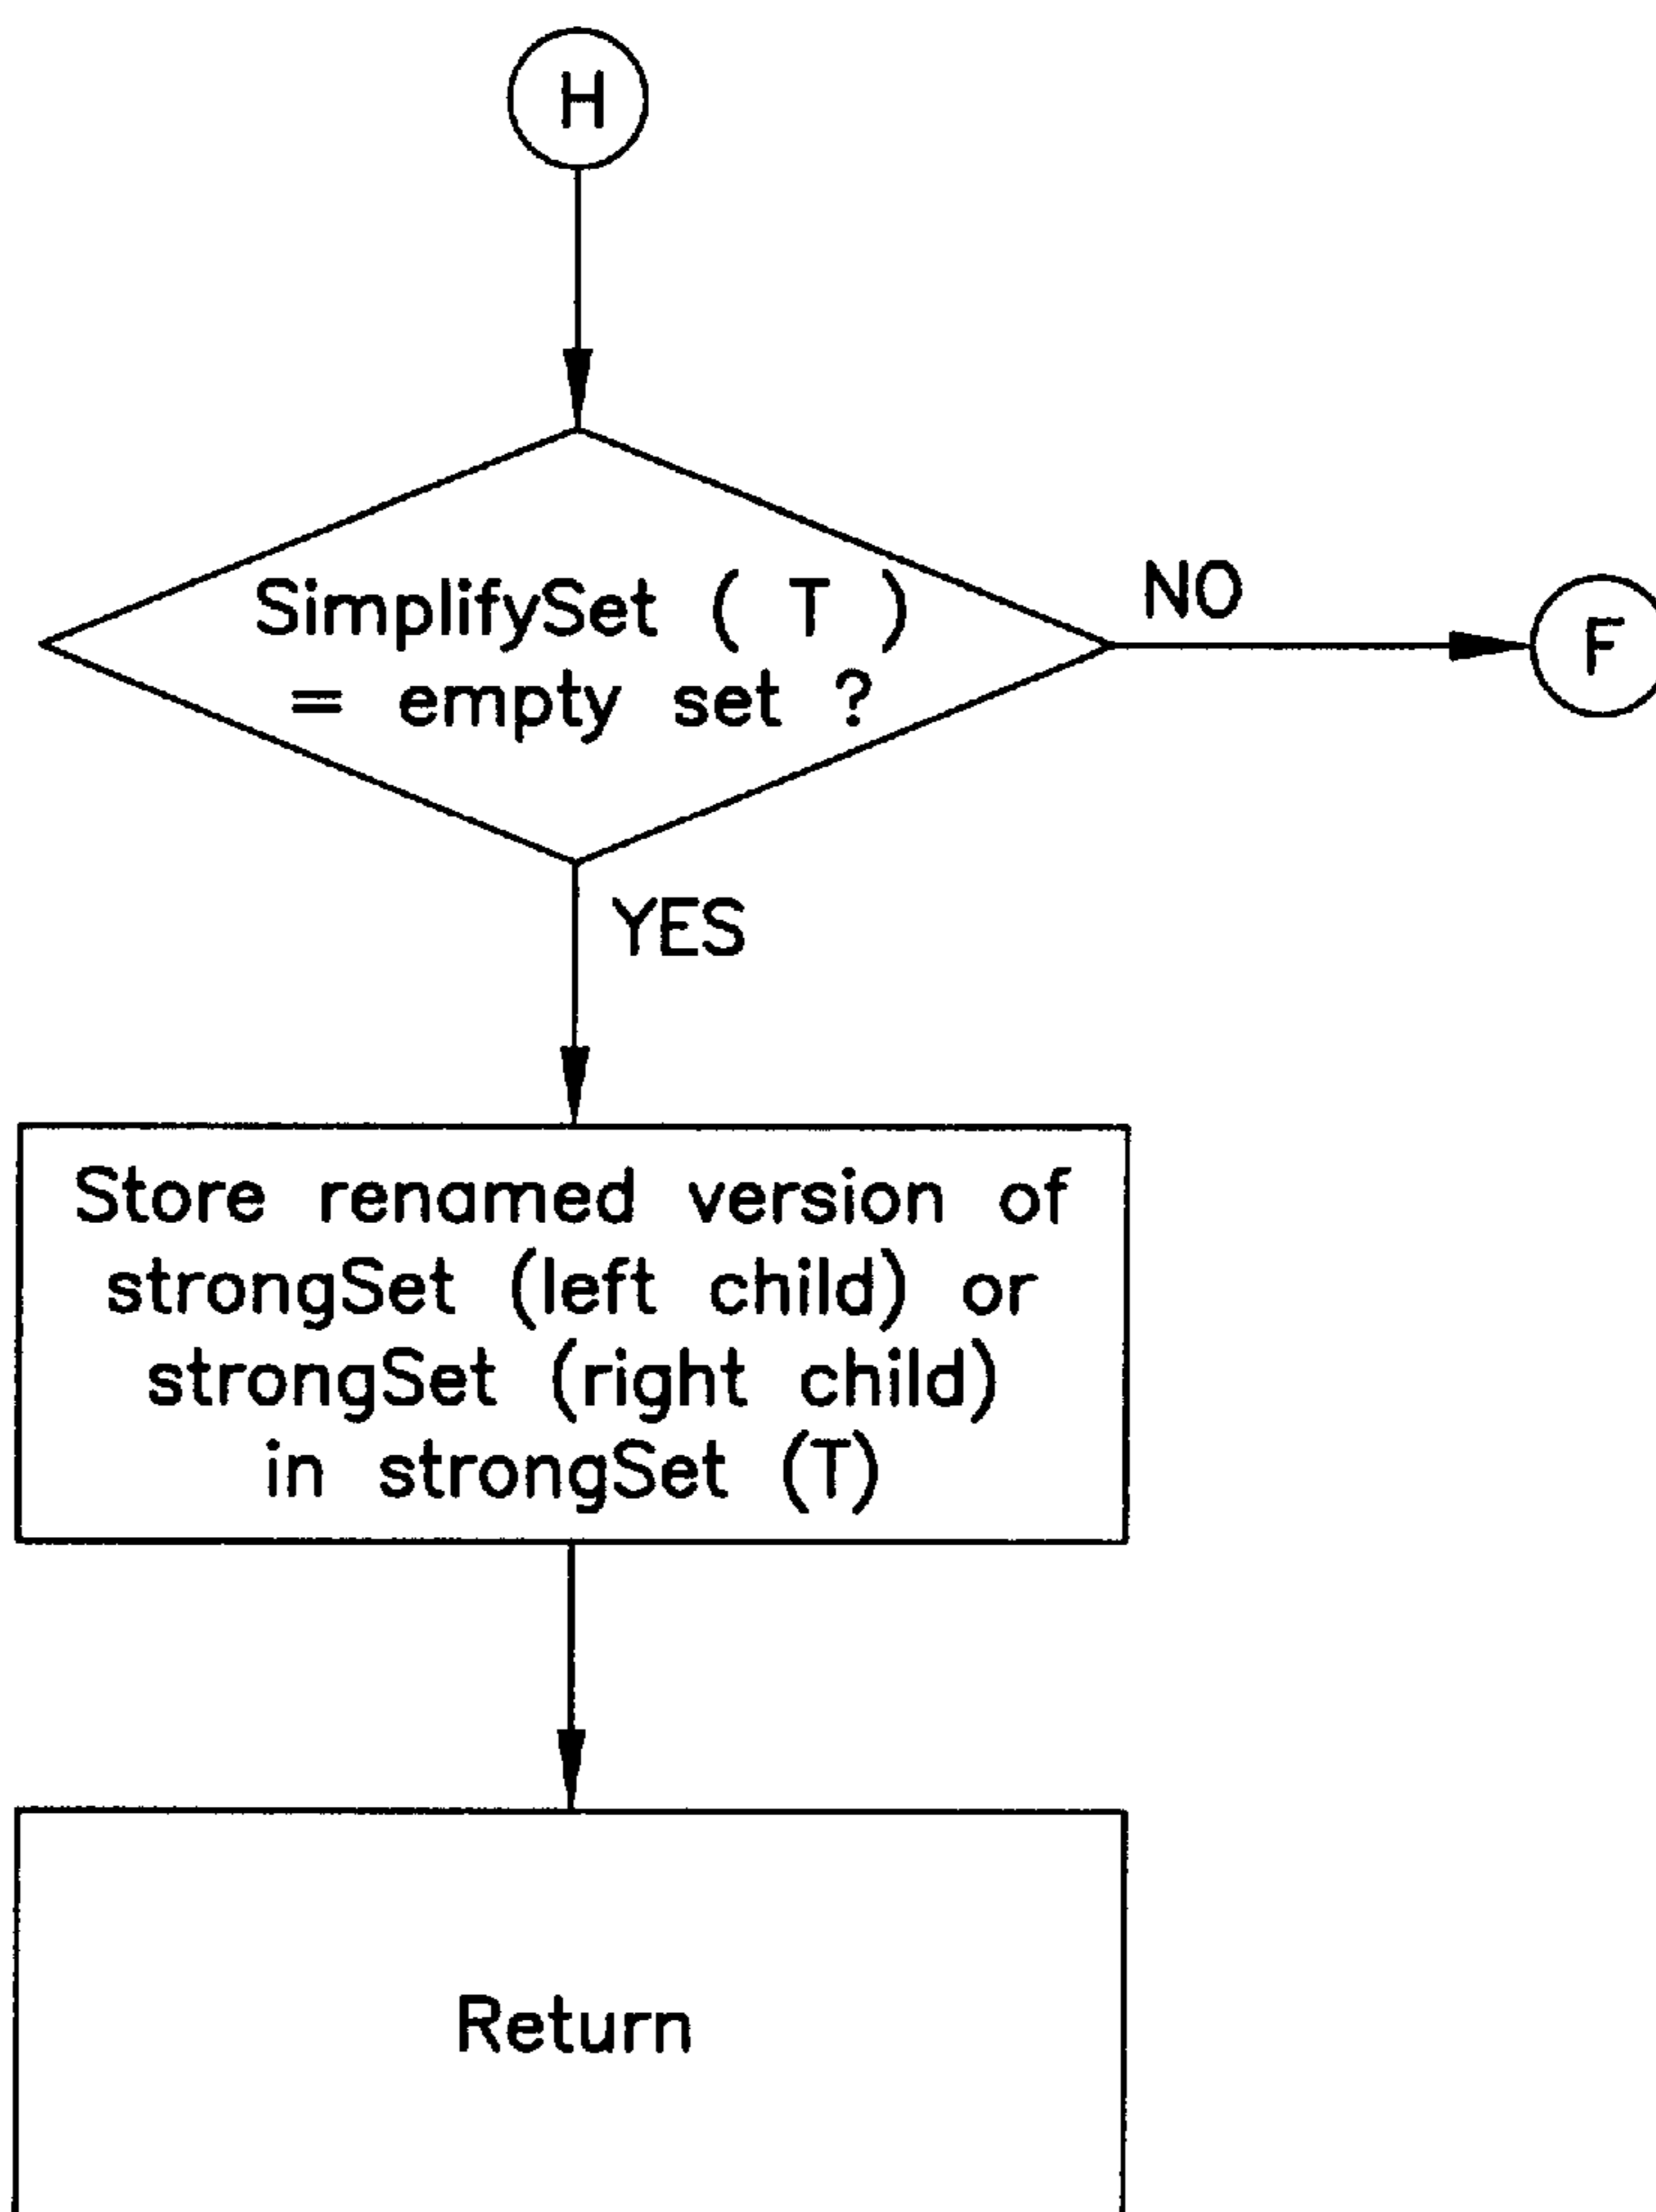 H
SimplifySet ( T )
= empty set ?
NO
F
YES
Store renamed version of
strongSet (left child) or
strongSet (right child)
in strongSet (T)
Return